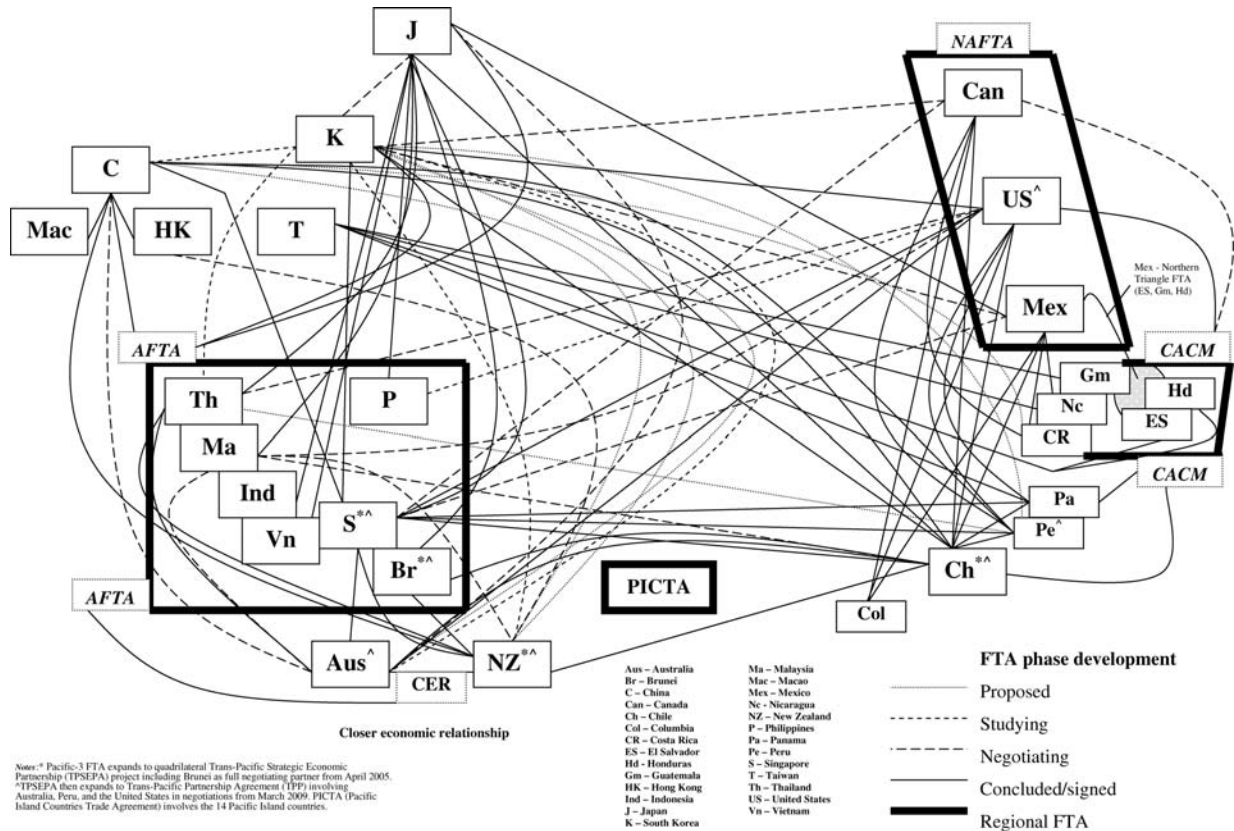 J
NAFTA
Can
K
C
US^
Mac
HK
T
Mex - Northern
Triangle FTA
(ES, Gm, Hd)
Mex
AFTA
CACM
Gm
Th
P
Hd
Nc
ES
Ma
CR
CACM
Ind
Pa
S*^
Vn
Pe^
Br*^
Ch*^
PICTA
AFTA
Col
Aus^
NZ*^
CER
Closer economic relationship
Notes:* Pacific-3 FTA expands to quadrilateral Trans-Pacific Strategic Economic
Partnership (TPSEPA) project including Brunei as full negotiating partner from April 2005.
^TPSEPA then expands to Trans-Pacific Partnership Agreement (TPP) involving
Australia, Peru, and the United States in negotiations from March 2009. PICTA (Pacific
Island Countries Trade Agreement) involves the 14 Pacific Island countries.
Aus – Australia
Br – Brunei
C – China
Can – Canada
Ch – Chile
Col – Columbia
CR – Costa Rica
ES – El Salvador
Hd – Honduras
Gm – Guatemala
HK – Hong Kong
Ind – Indonesia
J – Japan
K – South Korea
Ma – Malaysia
Mac – Macao
Mex – Mexico
Nc - Nicaragua
NZ – New Zealand
P – Philippines
Pa – Panama
Pe – Peru
S – Singapore
T – Taiwan
Th – Thailand
US – United States
Vn – Vietnam
FTA phase development
Proposed
Studying
Negotiating
Concluded/signed
Regional FTA